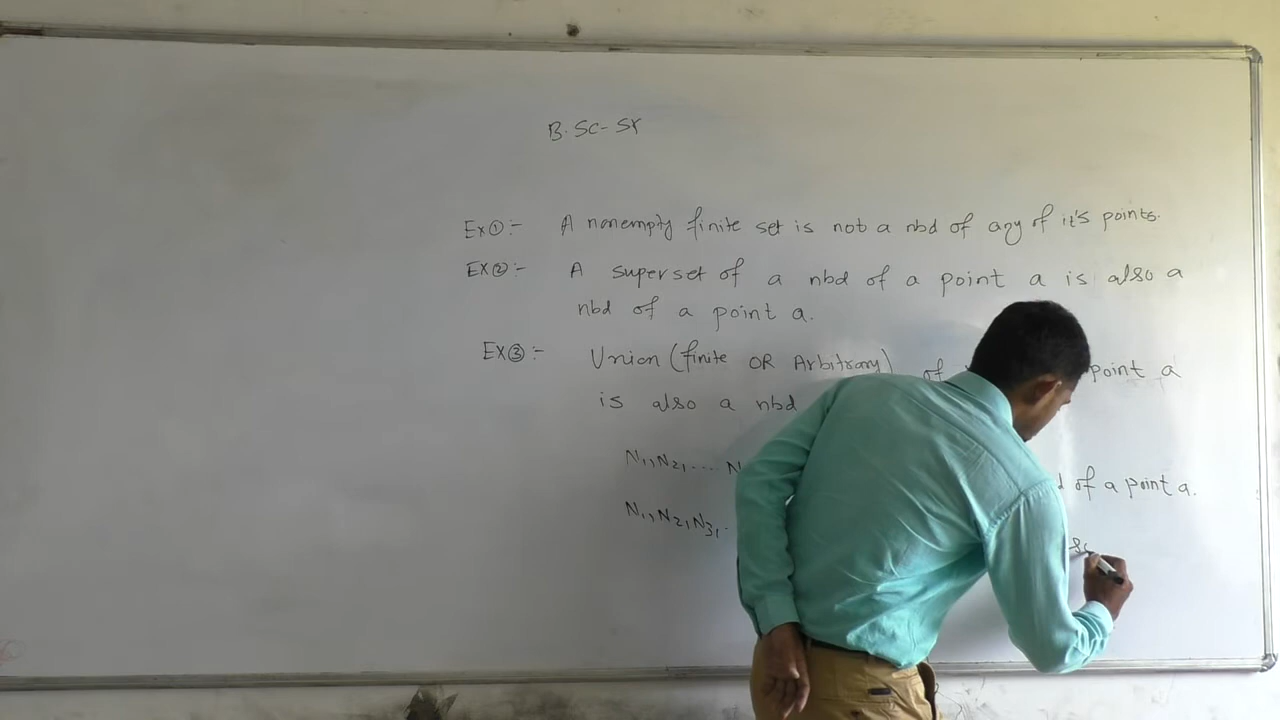 B.SC-SY
Ex①:- A nonempty finite set is not a nbd of any of it's points.
Ex②:- A superset of a nbd of a point a is also a
nbd of a point a.
Ex③:- Union (finite OR Arbitrary) of point a
is also a nbd
N1, N2, .... N d of a point a.
N1, N2, N3, .